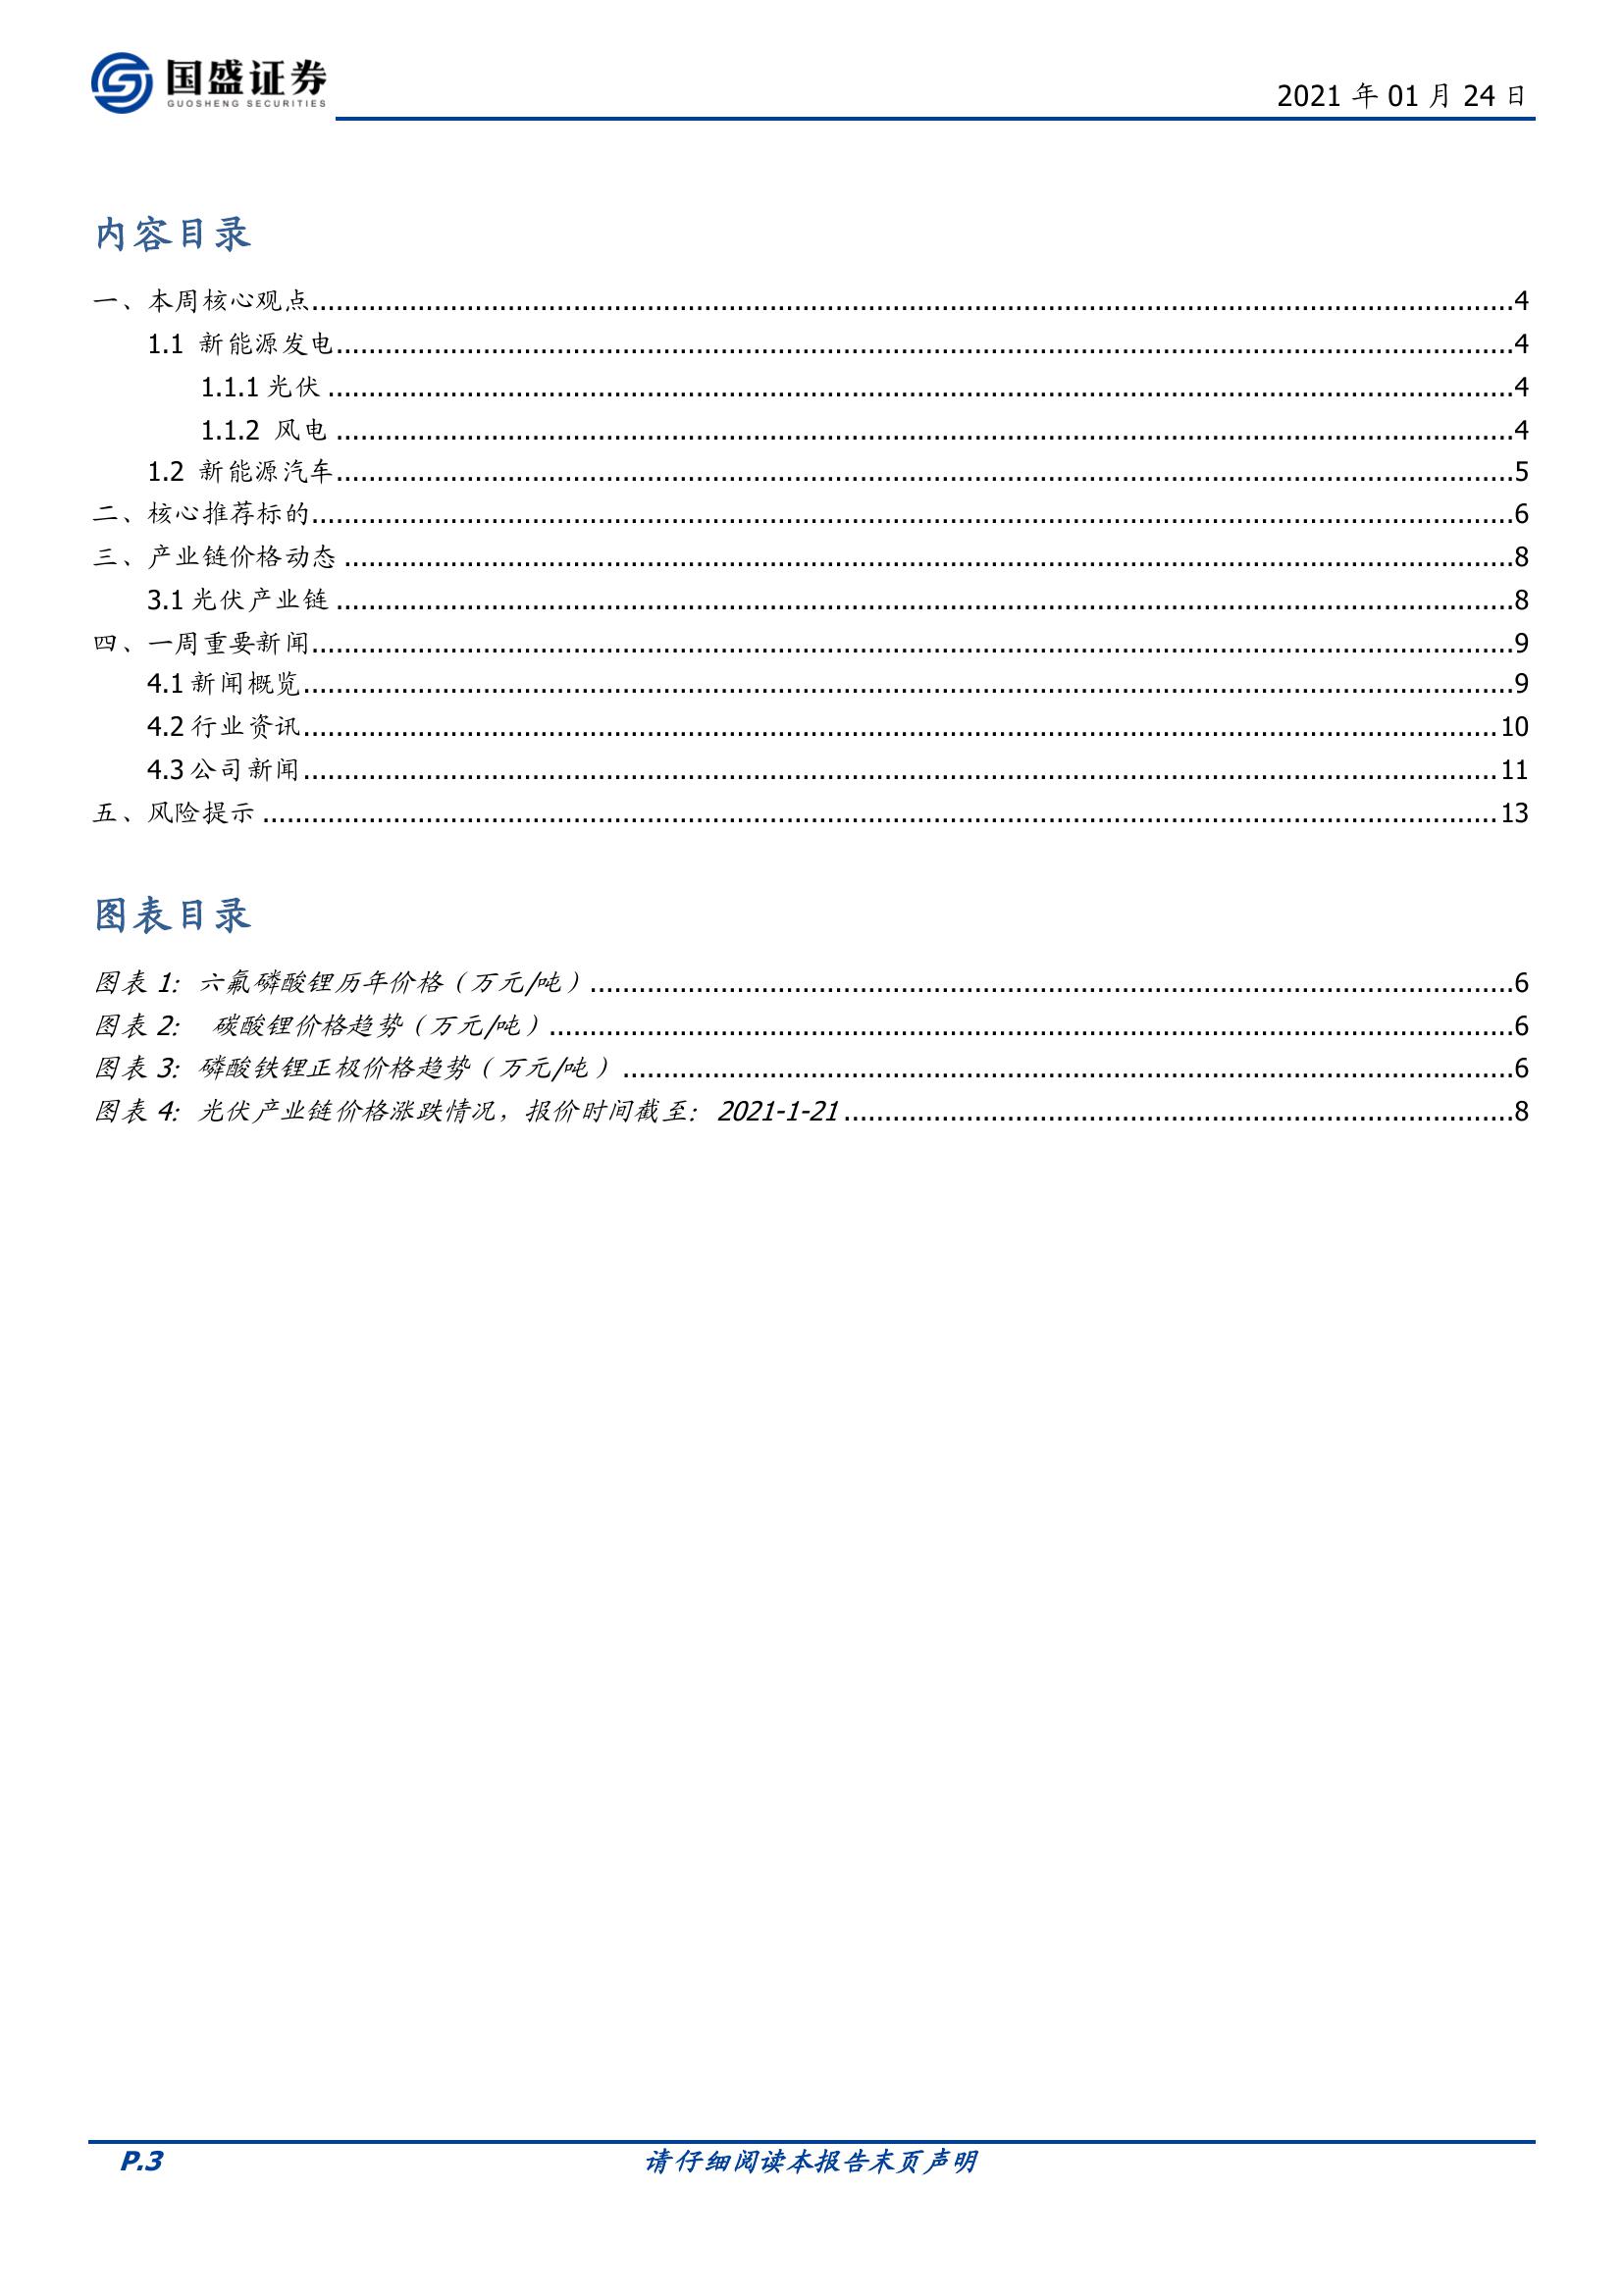 国盛证券
GUOSHENG SECURITIES
2021 年 01 月 24 日
内容目录
一、本周核心观点........................................4
1.1 新能源发电........................................4
1.1.1 光伏 ........................................4
1.1.2 风电 ........................................4
1.2 新能源汽车........................................5
二、核心推荐标的........................................6
三、产业链价格动态 ........................................8
3.1 光伏产业链 ........................................8
四、一周重要新闻........................................9
4.1 新闻概览........................................9
4.2 行业资讯........................................10
4.3 公司新闻........................................11
五、风险提示 ........................................13
图表目录
图表 1: 六氟磷酸锂历年价格（万元/吨）........................................6
图表 2: 碳酸锂价格趋势（万元/吨）........................................6
图表 3: 磷酸铁锂正极价格趋势（万元/吨）........................................6
图表 4: 光伏产业链价格涨跌情况，报价时间截至: 2021-1-21........................................8
P.3
请仔细阅读本报告末页声明